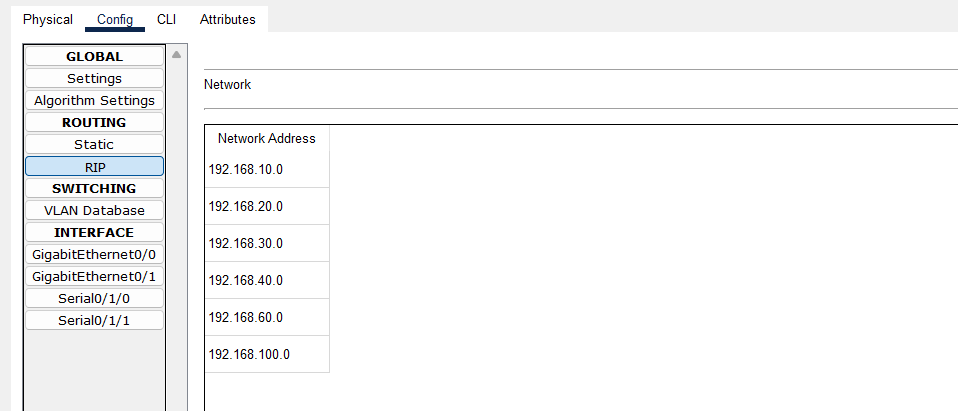 Physical Config CLI Attributes
GLOBAL
Settings
Algorithm Settings
ROUTING
Static
RIP
SWITCHING
VLAN Database
INTERFACE
GigabitEthernet0/0
GigabitEthernet0/1
Serial0/1/0
Serial0/1/1
Network
Network Address
192.168.10.0
192.168.20.0
192.168.30.0
192.168.40.0
192.168.60.0
192.168.100.0